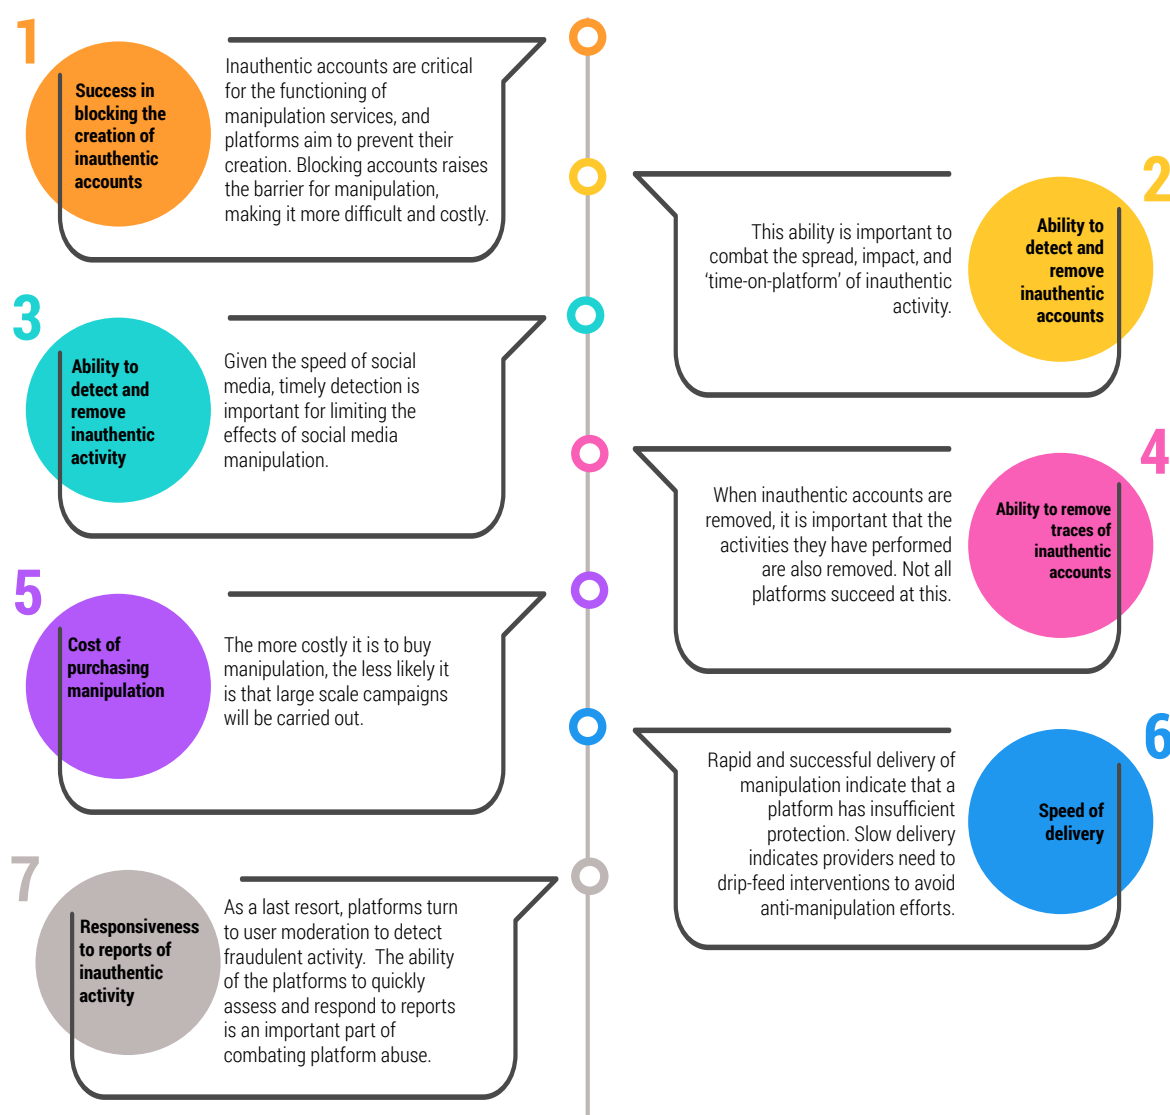 1
Success in
blocking the
creation of
inauthentic
accounts
Inauthentic accounts are critical
for the functioning of
manipulation services, and
platforms aim to prevent their
creation. Blocking accounts raises
the barrier for manipulation,
making it more difficult and costly.
2
Ability to
detect and
remove
inauthentic
accounts
This ability is important to
combat the spread, impact, and
‘time-on-platform’ of inauthentic
activity.
3
Ability to
detect and
remove
inauthentic
activity
Given the speed of social
media, timely detection is
important for limiting the
effects of social media
manipulation.
4
Ability to remove
traces of
inauthentic
accounts
When inauthentic accounts are
removed, it is important that the
activities they have performed
are also removed. Not all
platforms succeed at this.
5
Cost of
purchasing
manipulation
The more costly it is to buy
manipulation, the less likely it
is that large scale campaigns
will be carried out.
6
Speed of
delivery
Rapid and successful delivery of
manipulation indicate that a
platform has insufficient
protection. Slow delivery
indicates providers need to
drip-feed interventions to avoid
anti-manipulation efforts.
7
Responsiveness
to reports of
inauthentic
activity
As a last resort, platforms turn
to user moderation to detect
fraudulent activity.  The ability
of the platforms to quickly
assess and respond to reports
is an important part of
combating platform abuse.